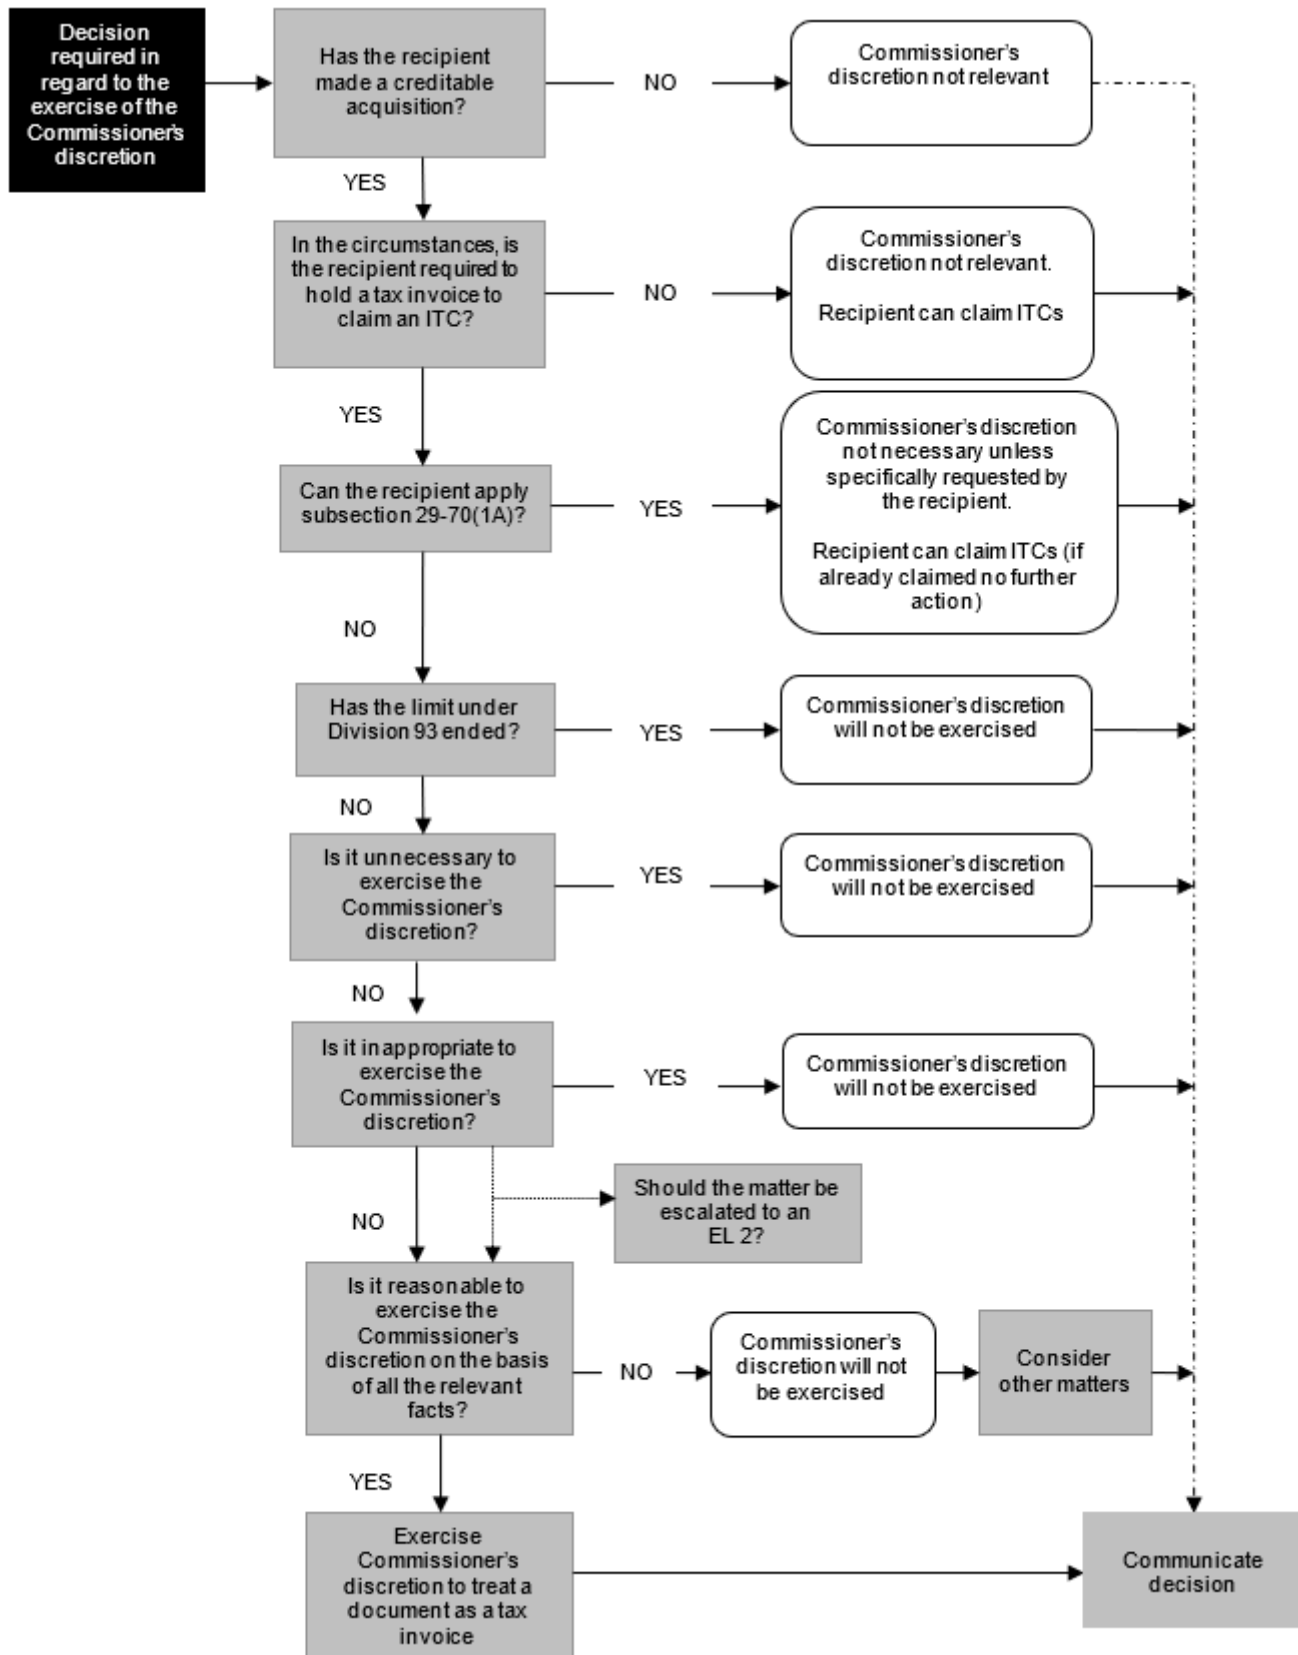 Decision
required in
regard to the
exercise of the
Commissioner's
discretion
Has the recipient
made a creditable
acquisition?
NO
Commissioner's
discretion not relevant
YES
In the circumstances, is
the recipient required to
hold a tax invoice to
claim an ITC?
NO
Commissioner's
discretion not relevant.
Recipient can claim ITCs
YES
Can the recipient apply
subsection 29-70(1A)?
YES
Commissioner's discretion
not necessary unless
specifically requested by
the recipient.
Recipient can claim ITCs (if
already claimed no further
action)
NO
Has the limit under
Division 93 ended?
YES
Commissioner's discretion
will not be exercised
NO
Is it unnecessary to
exercise the
Commissioner's
discretion?
YES
Commissioner's discretion
will not be exercised
NO
Is it inappropriate to
exercise the
Commissioner's
discretion?
YES
Commissioner's discretion
will not be exercised
NO
Should the matter be
escalated to an
EL 2?
Is it reasonable to
exercise the
Commissioner's
discretion on the basis
of all the relevant
facts?
NO
Commissioner's
discretion will not
be exercised
Consider
other matters
YES
Exercise
Commissioner's
discretion to treat a
document as a tax
invoice
Communicate
decision